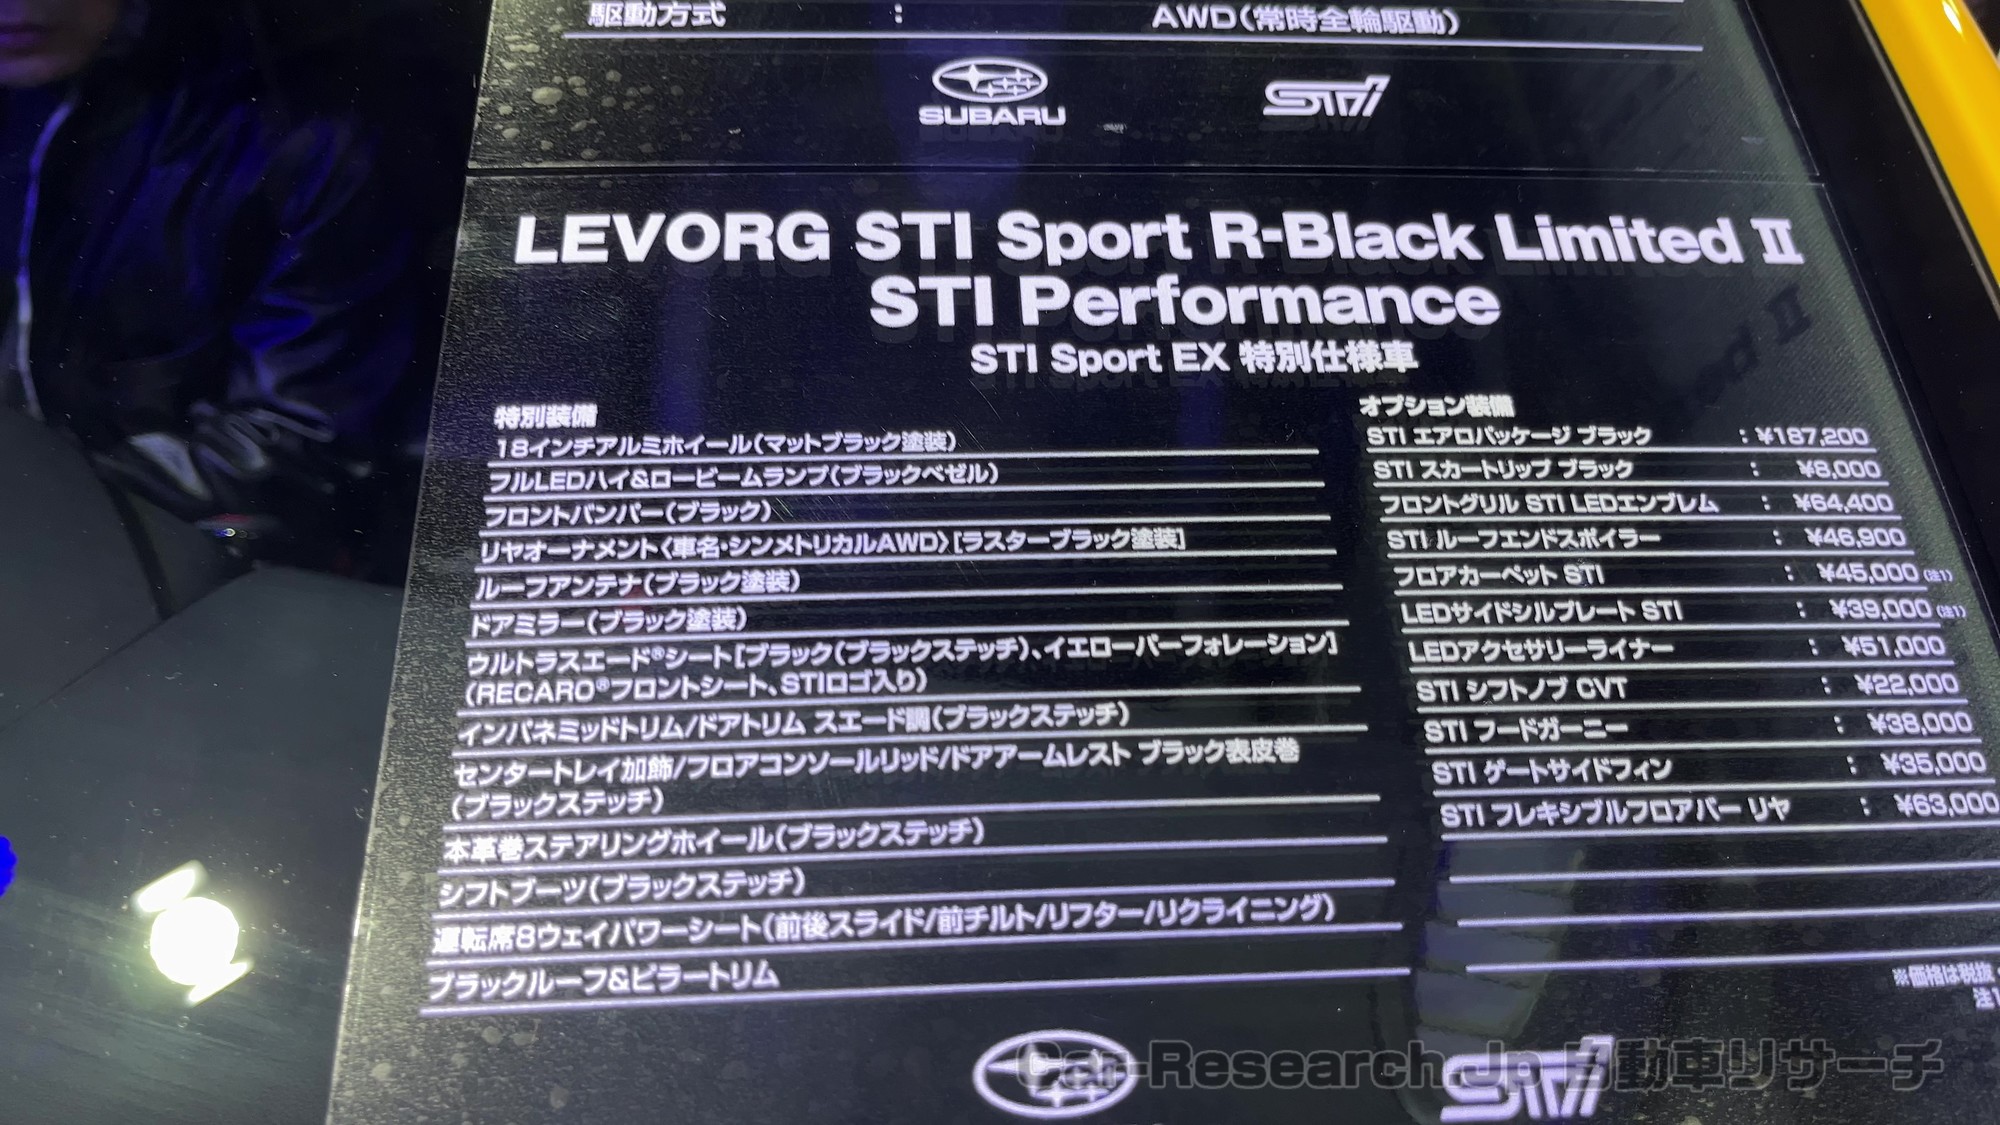 駆動方式 : AWD(常時全輪駆動)
SUBARU STI
LEVORG STI Sport R-Black Limited II
STI Performance
STI Sport EX 特別仕様車
特別装備
18インチアルミホイール(マットブラック塗装)
フルLEDハイ&ロービームランプ(ブラックベゼル)
フロントバンパー(ブラック)
リヤオーナメント〈車名・シンメトリカルAWD〉[ラスターブラック塗装]
ルーフアンテナ(ブラック塗装)
ドアミラー(ブラック塗装)
ウルトラスエード®シート[ブラック(ブラックステッチ)、イエローパーフォレーション]
(RECARO®フロントシート、STIロゴ入り)
インパネミッドトリム/ドアトリム スエード調(ブラックステッチ)
センタートレイ加飾/フロアコンソールリッド/ドアアームレスト ブラック表皮巻
(ブラックステッチ)
本革巻ステアリングホイール(ブラックステッチ)
シフトブーツ(ブラックステッチ)
運転席8ウェイパワーシート(前後スライド/前チルト/リフター/リクライニング)
ブラックルーフ&ピラートリム
オプション装備
STI エアロパッケージ ブラック : ¥187,200
STI スカートリップ ブラック : ¥8,000
フロントグリル STI LEDエンブレム : ¥64,400
STI ルーフエンドスポイラー : ¥46,900
フロアカーペット STI : ¥45,000(注1)
LEDサイドシルプレート STI : ¥39,000(注1)
LEDアクセサリーライナー : ¥51,000
STI シフトノブ CVT : ¥22,000
STI フードガーニー : ¥38,000
STI ゲートサイドフィン : ¥35,000
STI フレキシブルフロアバー リヤ : ¥63,000
※価格は税抜
注1
STI
Car-Research.jp 自動車リサーチ